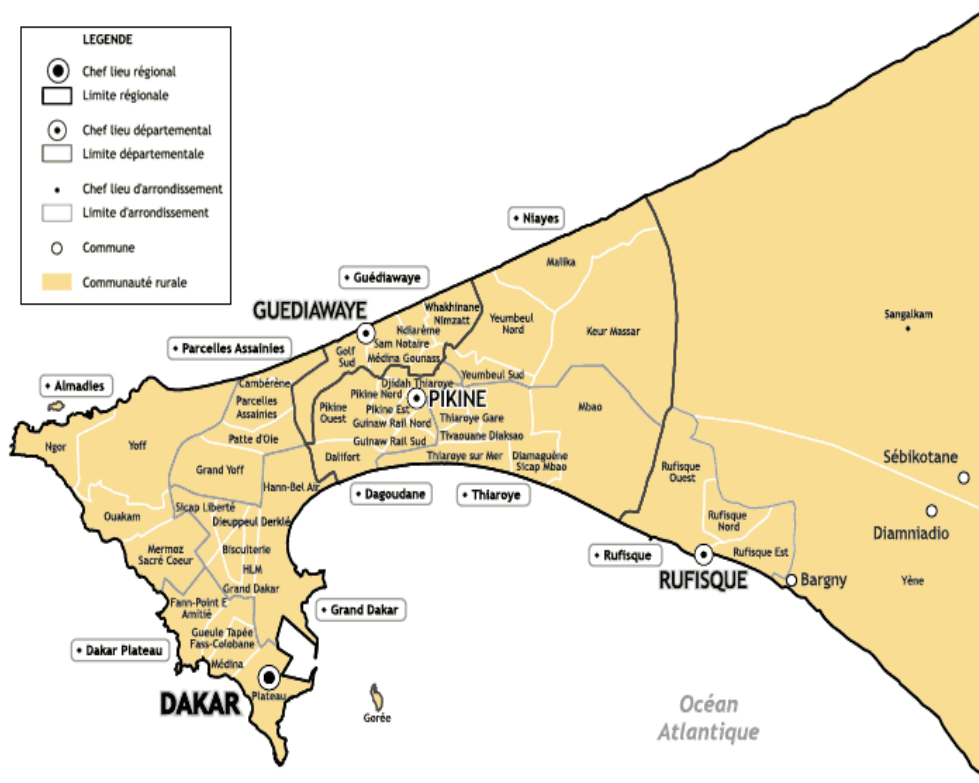 LEGENDE
Chef lieu régional
Limite régionale
Chef lieu départemental
Limite départementale
Chef lieu d'arrondissement
Limite d'arrondissement
Commune
Communauté rurale
Niayes
Malika
Guédiawaye
Whakhinane
Nimzatt
GUEDIAWAYE
Ndiarème
Sam Notaire
Golf
Sud
Médina Gounass
Yeumbeul
Nord
Keur Massar
Sangalkam
Parcelles Assainies
Yeumbeul Sud
Almadies
Cambérène
Parcelles
Assainies
Djidah Thiaroye
Pikine Nord
PIKINE
Pikine
Ouest
Pikine Est
Guinaw Rail Nord
Thiaroye Gare
Mbao
Ngor
Yoff
Patte d'Oie
Guinaw Rail Sud
Tivaouane Diaksao
Grand Yoff
Dalifort
Thiaroye sur Mer
Diamaguène
Sicap Mbao
Rufisque
Ouest
Sébikotane
Hann-Bel Air
Dagoudane
Thiaroye
Ouakam
Sicap Liberté
Dieuppeul Derklé
Rufisque
Nord
Diamniadio
Mermoz
Sacré Coeur
Biscuiterie
HLM
Rufisque
Rufisque Est
RUFISQUE
Bargny
Yène
Grand Dakar
Fann-Point E
Amitié
Grand Dakar
Gueule Tapée
Fass-Colobane
Dakar Plateau
Médina
DAKAR
Plateau
Gorée
Océan
Atlantique